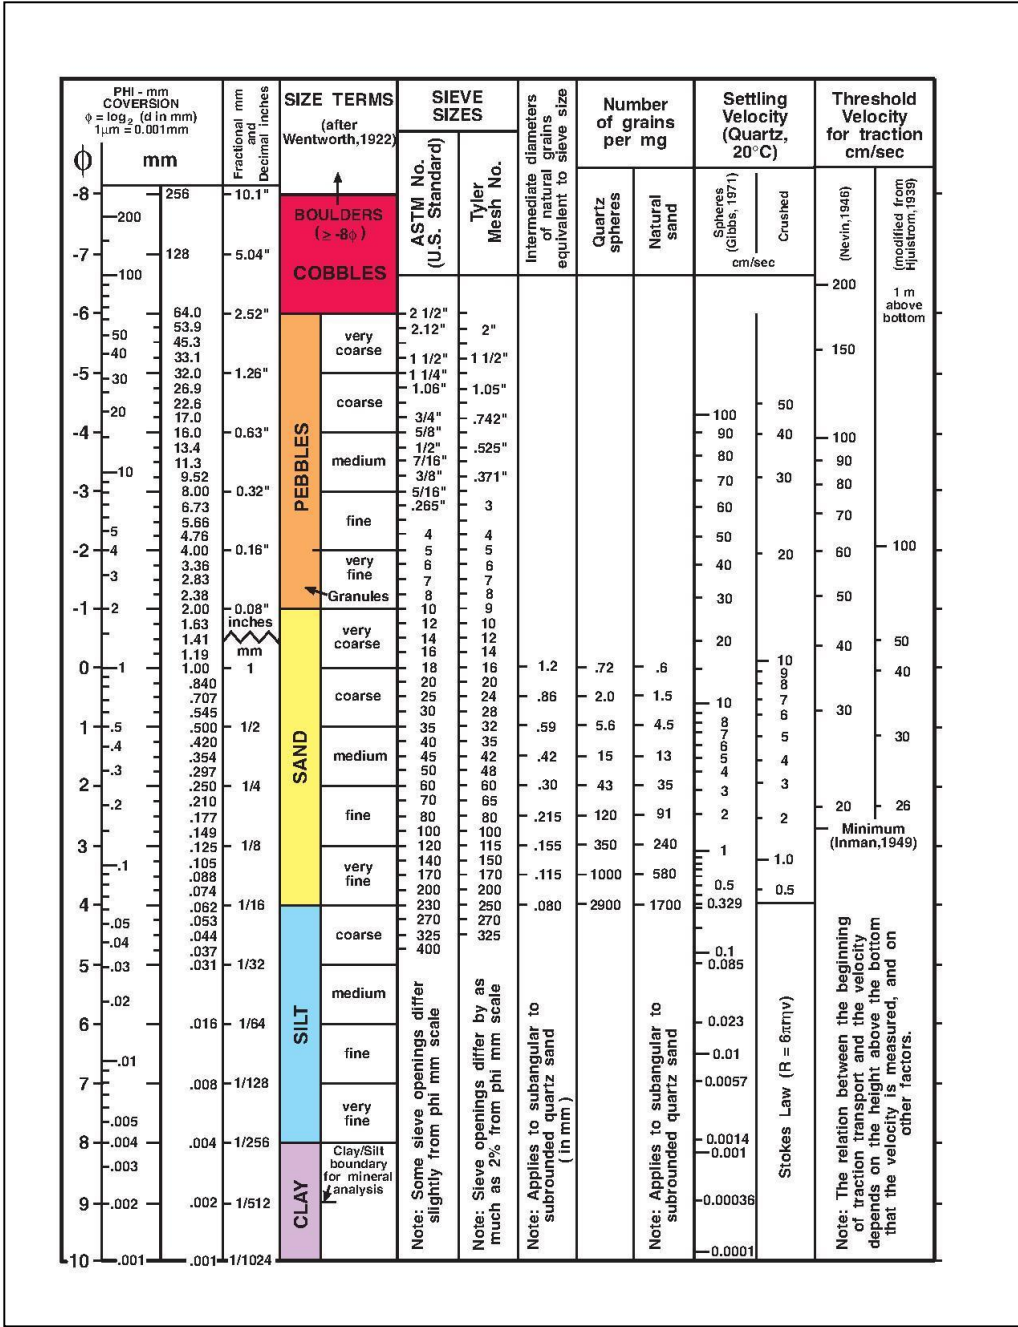 PHI - mm
COVERSION
ϕ = log2 (d in mm)
1μm = 0.001mm
ϕ
mm
Fractional mm
and
Decimal inches
SIZE TERMS
(after
Wentworth,1922)
SIEVE
SIZES
ASTM No.
(U.S. Standard)
Tyler
Mesh No.
Intermediate diameters
of natural grains
equivalent to sieve size
Number
of grains
per mg
Quartz
spheres
Natural
sand
Settling
Velocity
(Quartz,
20°C)
Spheres
(Gibbs, 1971)
Crushed
cm/sec
Threshold
Velocity
for traction
cm/sec
(Nevin,1946)
(modified from
Hjuistrom,1939)
1 m
above
bottom
-8
-7
-6
-5
-4
-3
-2
-1
0
1
2
3
4
5
6
7
8
9
10
200
100
50
40
30
20
10
5
4
3
2
1
.5
.4
.3
.2
.1
.05
.04
.03
.02
.01
.005
.004
.003
.002
.001
256
128
64.0
53.9
45.3
33.1
32.0
26.9
22.6
17.0
16.0
13.4
11.3
9.52
8.00
6.73
5.66
4.76
4.00
3.36
2.83
2.38
2.00
1.63
1.41
1.19
1.00
.840
.707
.545
.500
.420
.354
.297
.250
.210
.177
.149
.125
.105
.088
.074
.062
.053
.044
.037
.031
.016
.008
.004
.002
.001
10.1"
5.04"
2.52"
1.26"
0.63"
0.32"
0.16"
0.08"
inches
mm
1
1/2
1/4
1/8
1/16
1/32
1/64
1/128
1/256
1/512
1/1024
BOULDERS
(≥ -8ϕ)
COBBLES
PEBBLES
very
coarse
coarse
medium
fine
very
fine
Granules
SAND
very
coarse
coarse
medium
fine
very
fine
SILT
coarse
medium
fine
very
fine
CLAY
Clay/Silt
boundary
for mineral
analysis
2 1/2"
2.12"
1 1/2"
1 1/4"
1.06"
3/4"
5/8"
1/2"
7/16"
3/8"
5/16"
.265"
4
5
6
7
8
10
12
14
16
18
20
25
30
35
40
45
50
60
70
80
100
120
140
170
200
230
270
325
400
Note: Some sieve openings differ
slightly from phi mm scale
2"
1 1/2"
1.05"
.742"
.525"
.371"
3
4
5
6
7
8
9
10
12
14
16
20
24
28
32
35
42
48
60
65
80
100
115
150
170
200
250
270
325
Note: Sieve openings differ by as
much as 2% from phi mm scale
1.2
.86
.59
.42
.30
.215
.155
.115
.080
Note: Applies to subangular to
subrounded quartz sand
( in mm )
.72
2.0
5.6
15
43
120
350
1000
2900
.6
1.5
4.5
13
35
91
240
580
1700
Note: Applies to subangular to
subrounded quartz sand
100
90
80
70
60
50
40
30
20
10
8
7
6
5
4
3
2
1
0.5
0.329
0.1
0.085
0.023
0.01
0.0057
0.0014
0.001
0.00036
0.0001
50
40
30
20
10
9
8
7
6
5
4
3
2
1.0
0.5
Stokes Law (R = 6πrην)
200
150
100
90
80
70
60
50
40
30
20
100
50
40
30
26
Minimum
(Inman,1949)
Note: The relation between the beginning
of traction transport and the velocity
depends on the height above the bottom
that the velocity is measured, and on
other factors.